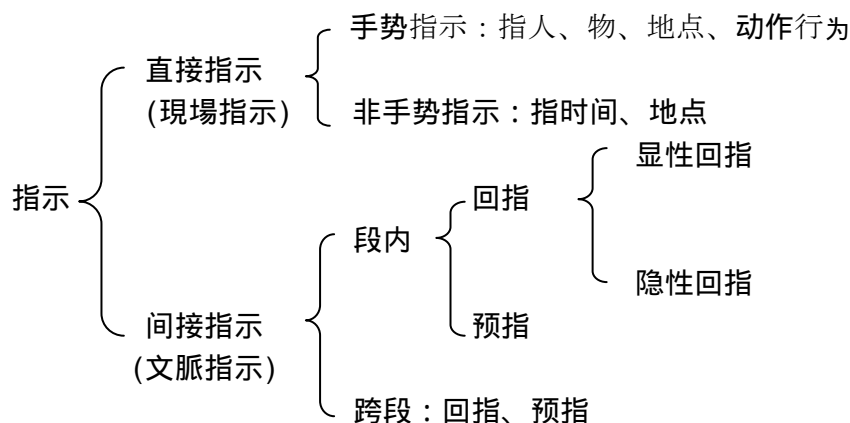 手势指示：指人、物、地点、动作行为
直接指示
(現場指示)
非手势指示：指时间、地点
显性回指
指示
回指
段内
隐性回指
间接指示
(文脈指示)
预指
跨段：回指、预指